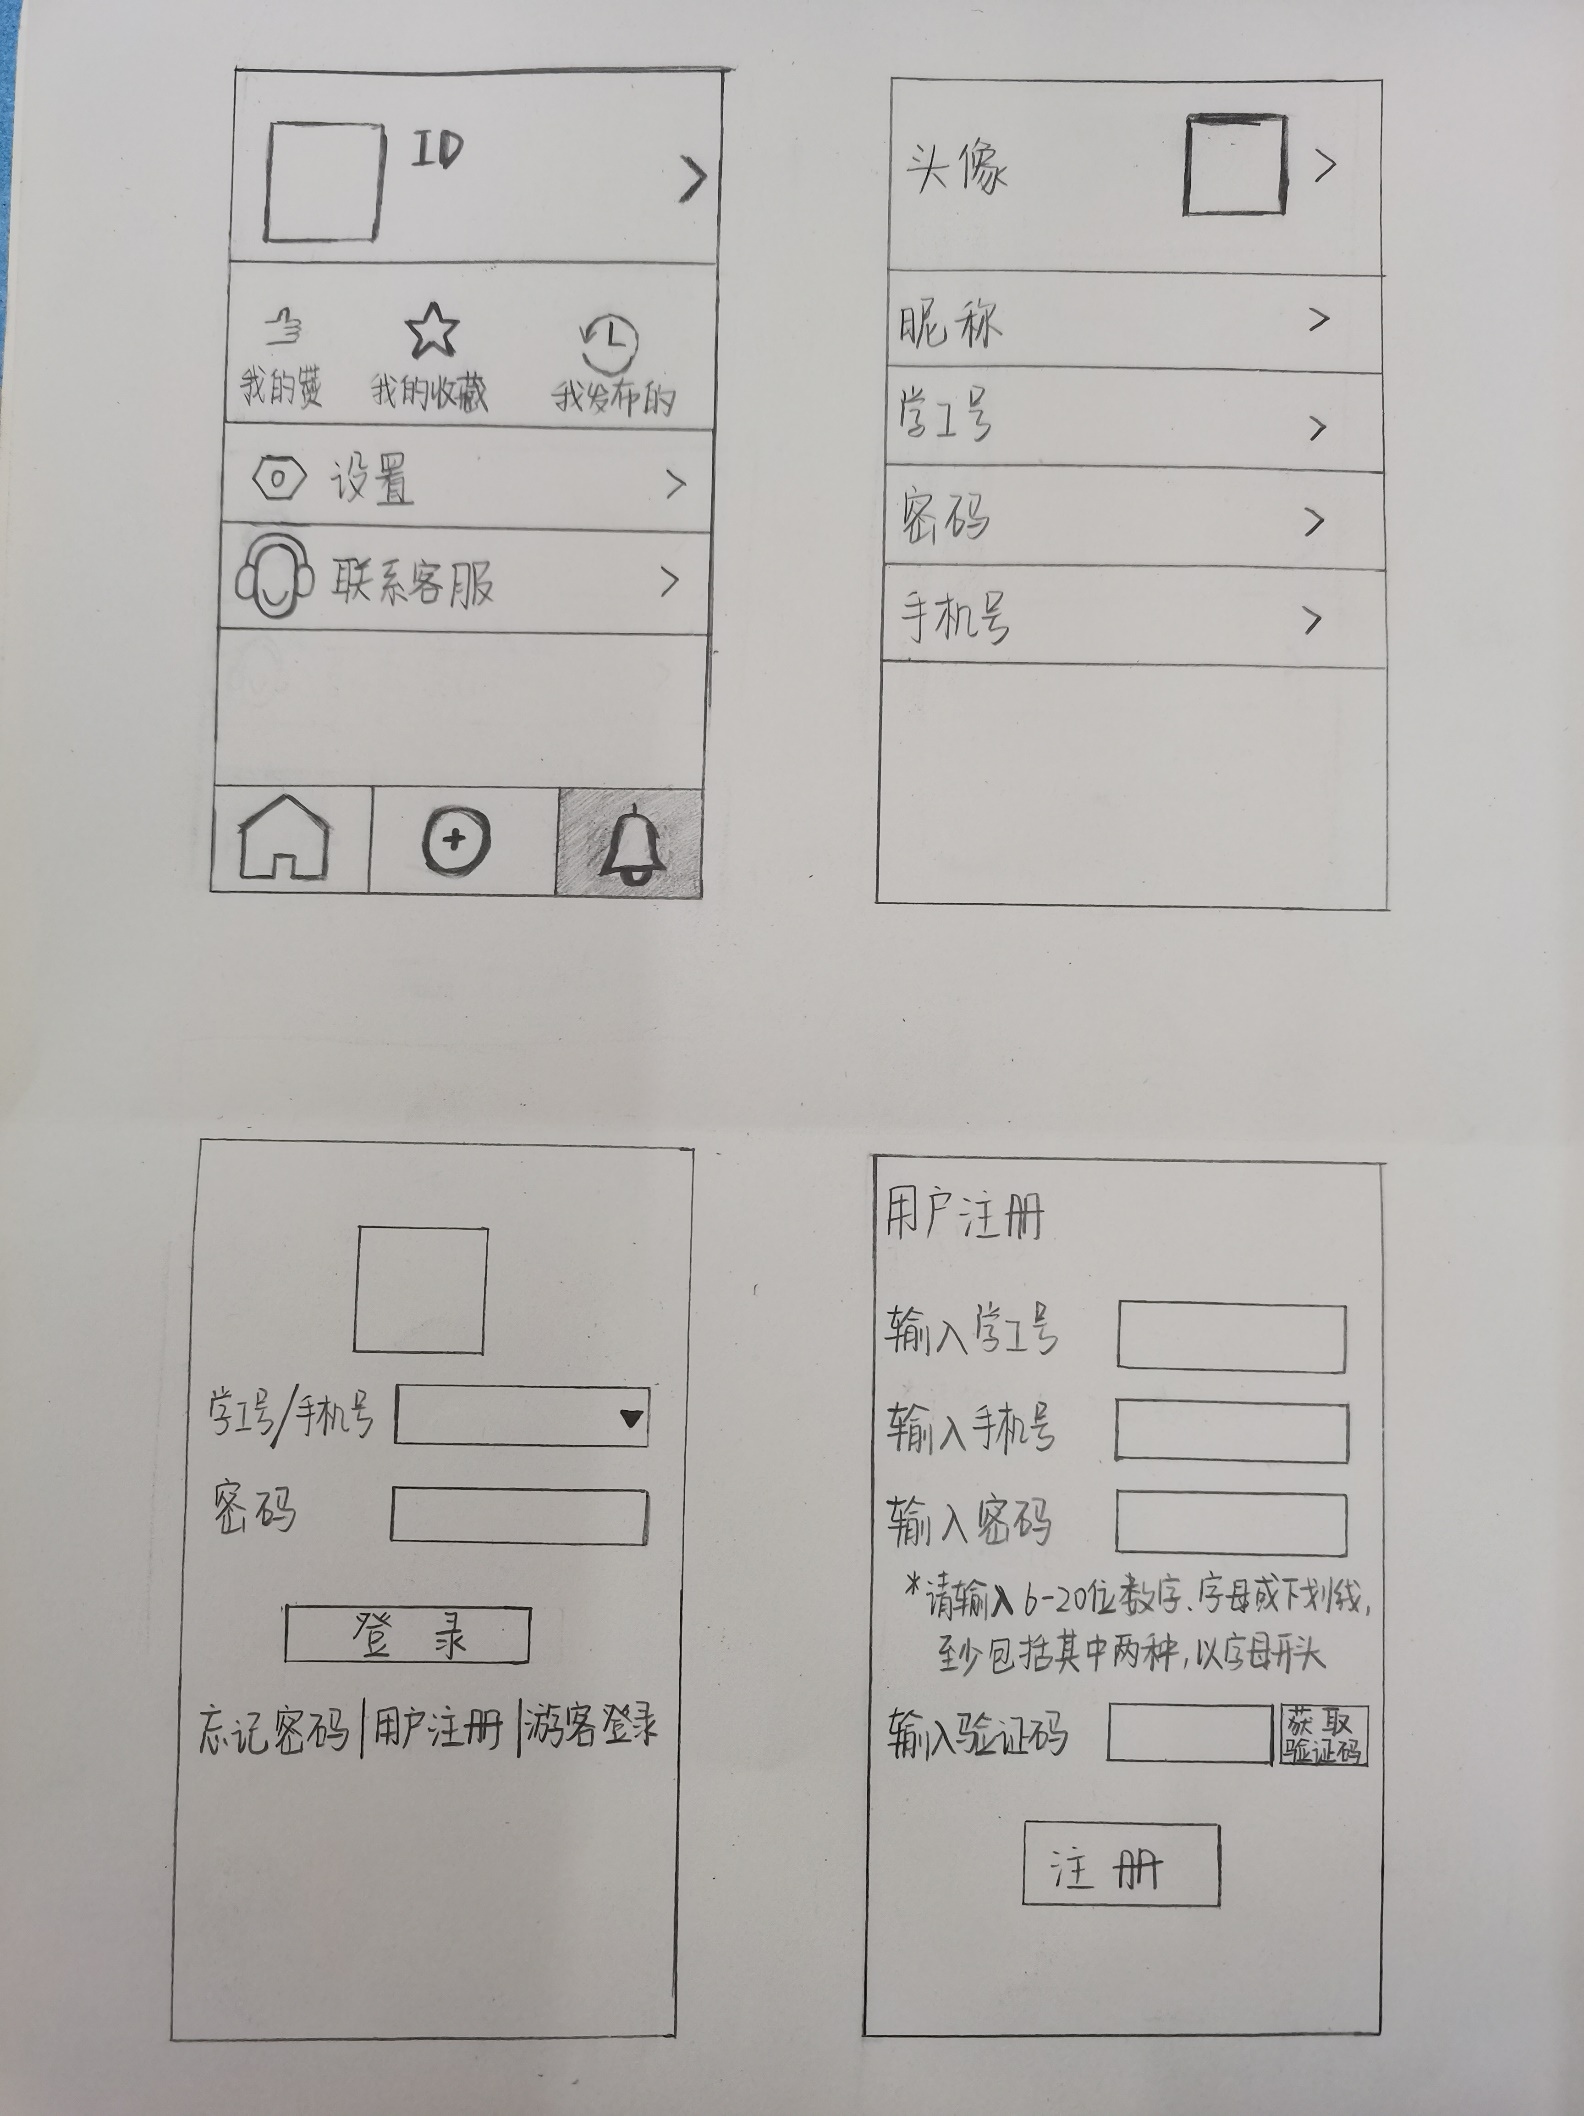 ID
我的赞 我的收藏 我发布的
设置
联系客服
头像
昵称
学工号
密码
手机号
学工号/手机号
密码
登 录
忘记密码|用户注册|游客登录
用户注册
输入学工号
输入手机号
输入密码
*请输入6-20位数字、字母或下划线,
至少包括其中两种,以字母开头
输入验证码
获取
验证码
注册